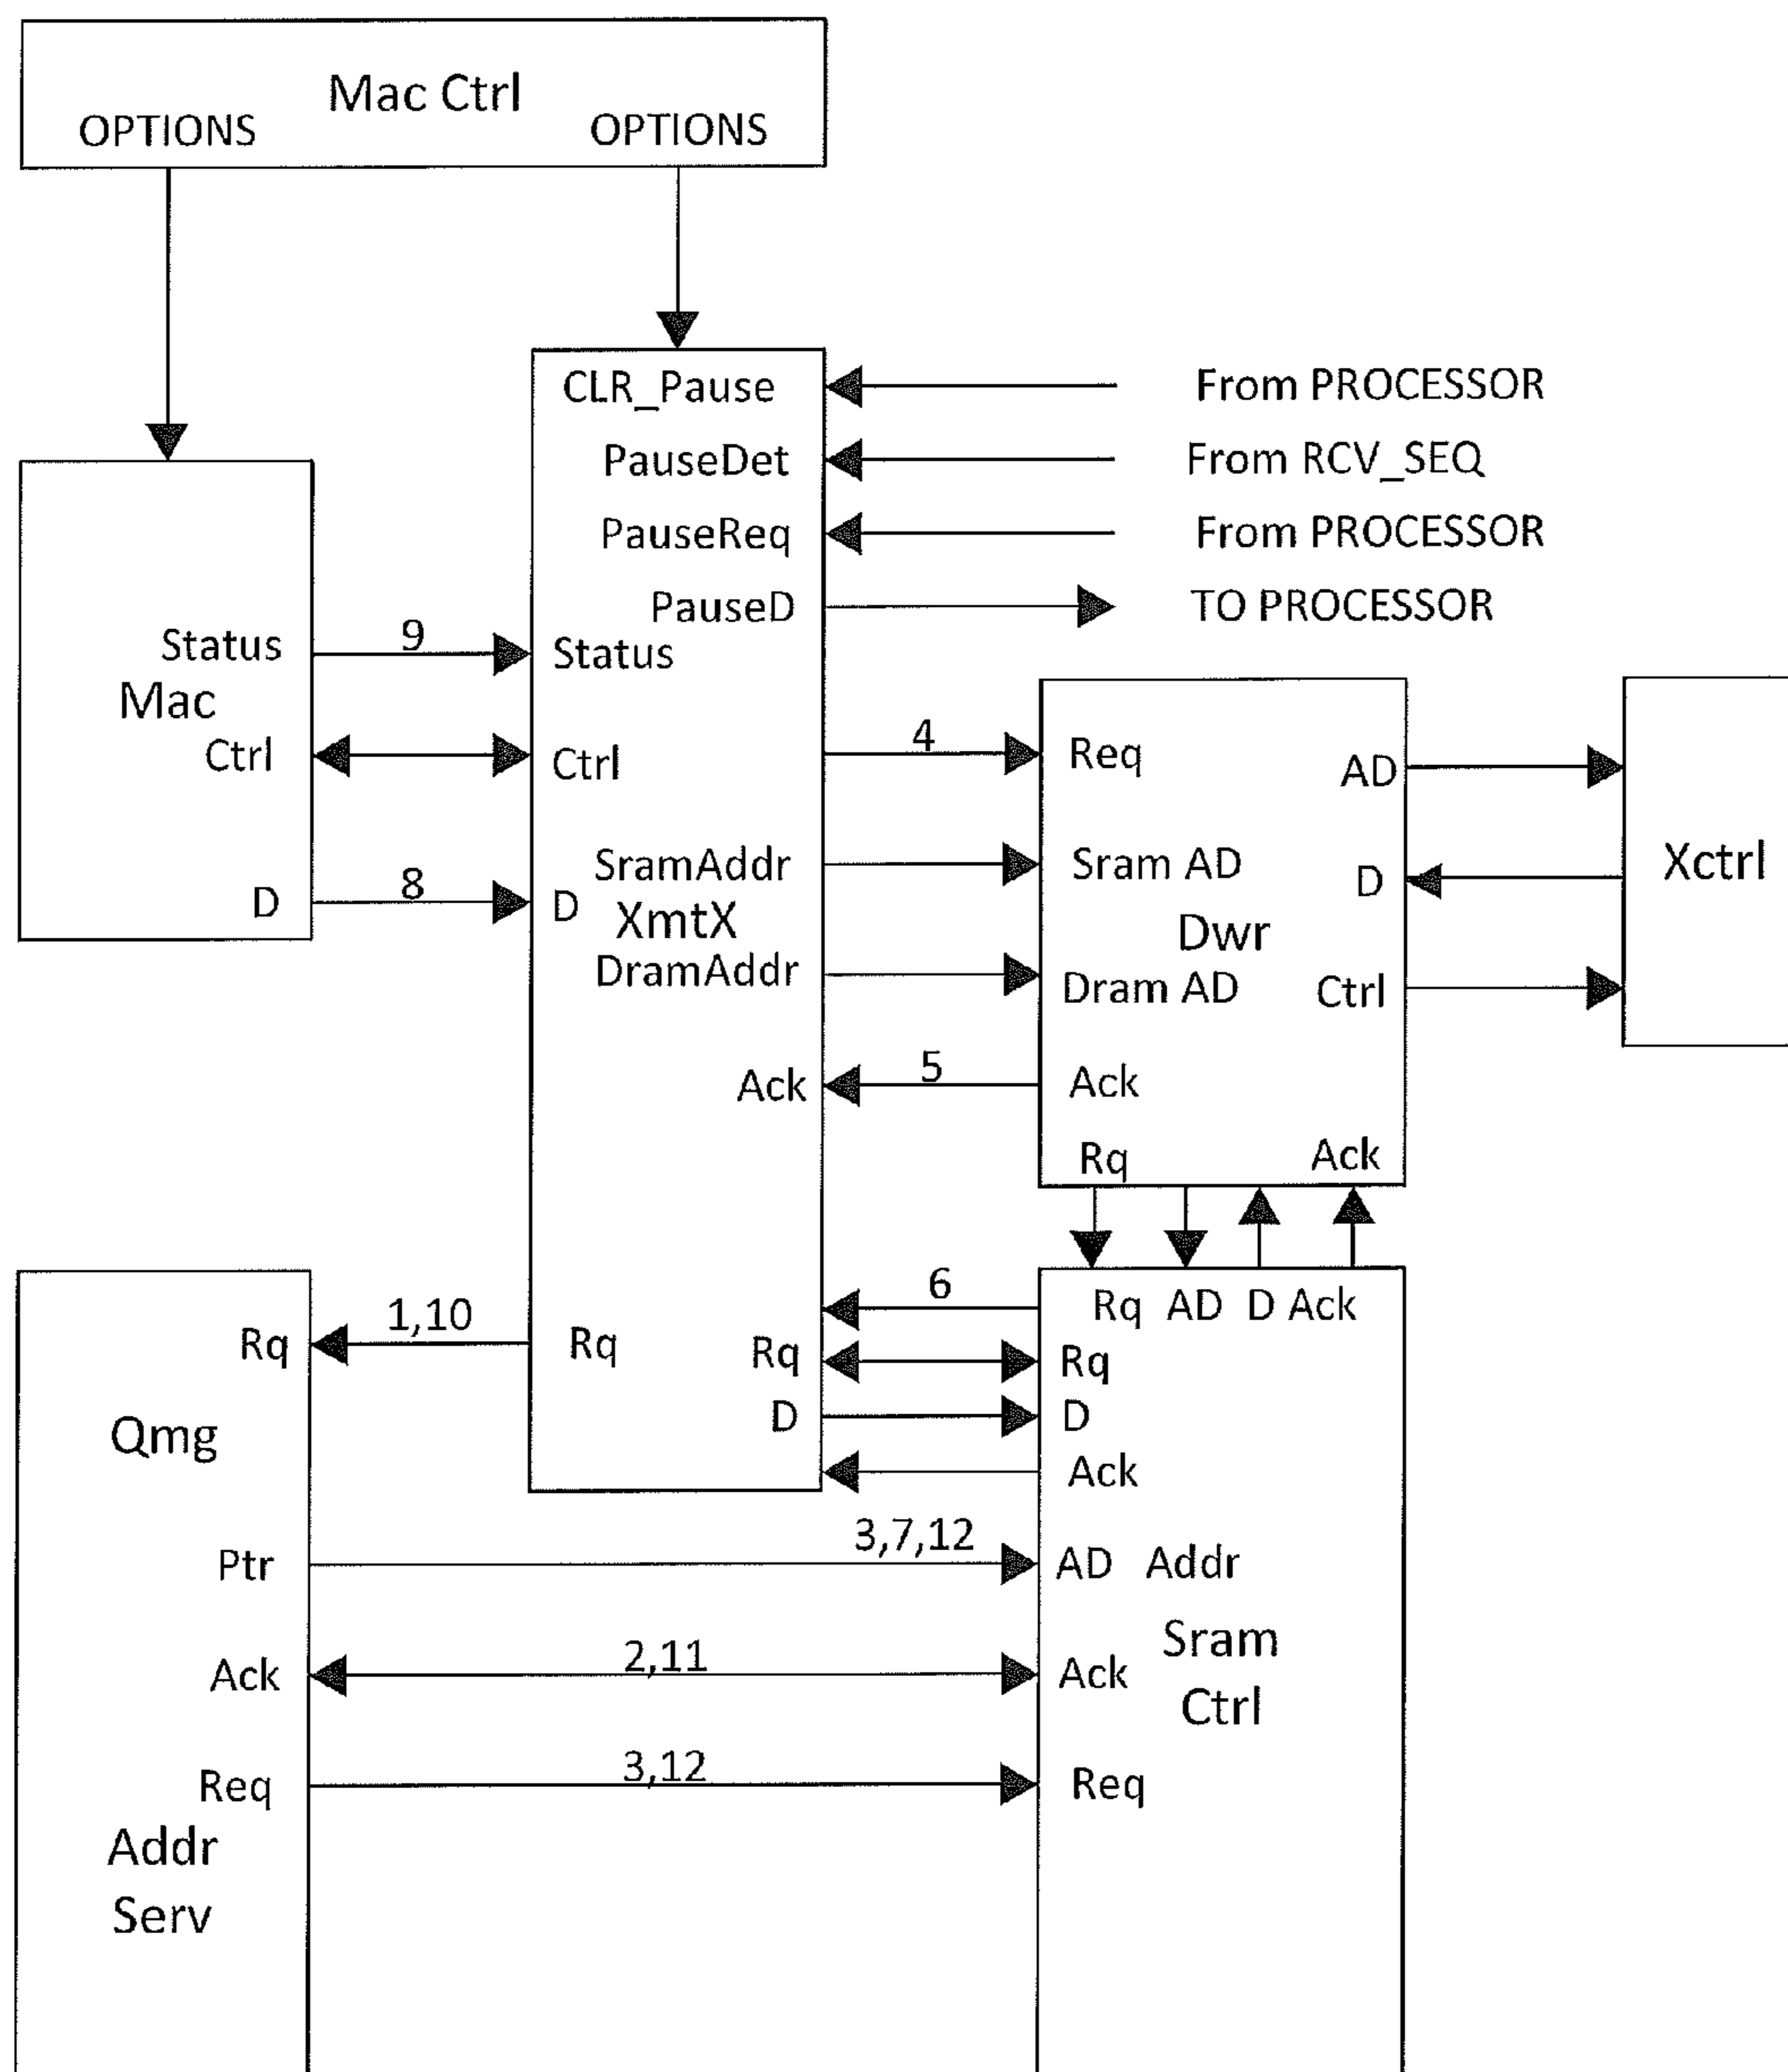 Mac Ctrl
OPTIONS OPTIONS
CLR_Pause From PROCESSOR
PauseDet From RCV_SEQ
PauseReq From PROCESSOR
PauseD TO PROCESSOR
Status 9 Status
Mac
Ctrl Ctrl 4 Req AD
SramAddr Sram AD Xctrl
D 8 D XmtX D
Dwr
DramAddr Dram AD Ctrl
Ack 5 Ack
Rq Ack
6 Rq AD D Ack
Rq 1,10 Rq Rq Rq
Qmg D D
Ack
3,7,12
Ptr AD Addr
Sram
Ack 2,11 Ack
Ctrl
Req 3,12 Req
Addr
Serv